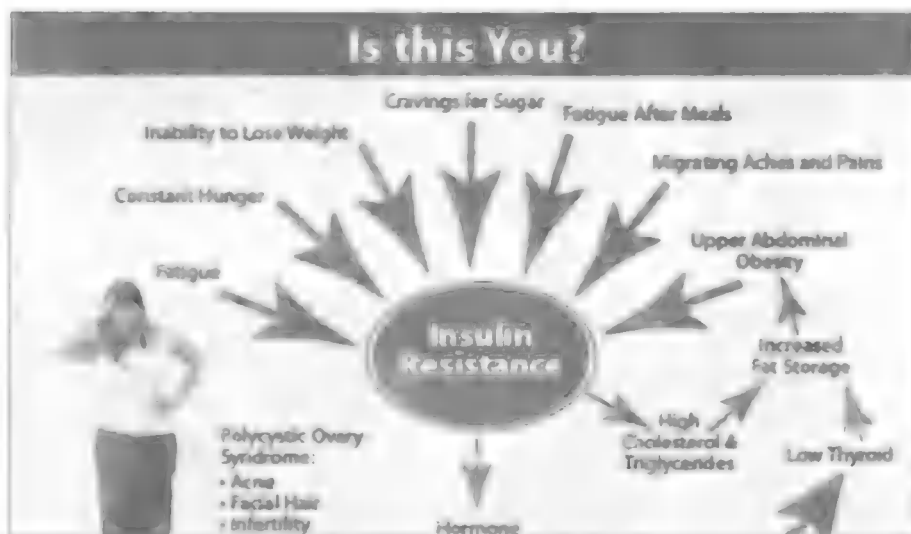 Is this You?
Cravings for Sugar
Fatigue After Meals
Inability to Lose Weight
Migrating Aches and Pains
Constant Hunger
Upper Abdominal
Obesity
Fatigue
Insulin
Resistance
Increased
Fat Storage
High
Cholesterol &
Triglycerides
Low Thyroid
Polycystic Ovary
Syndrome:
• Acne
• Facial Hair
• Infertility
Hormone